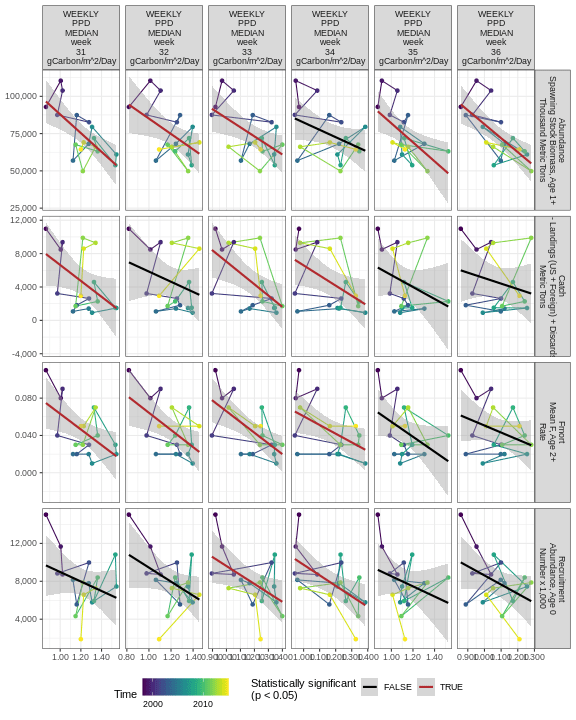 WEEKLY
PPD
MEDIAN
week
31
gCarbon/m^2/Day
WEEKLY
PPD
MEDIAN
week
32
gCarbon/m^2/Day
WEEKLY
PPD
MEDIAN
week
33
gCarbon/m^2/Day
WEEKLY
PPD
MEDIAN
week
34
gCarbon/m^2/Day
WEEKLY
PPD
MEDIAN
week
35
gCarbon/m^2/Day
WEEKLY
PPD
MEDIAN
week
36
gCarbon/m^2/Day
100,000
75,000
50,000
25,000
Abundance
Spawning Stock Biomass, Age 1+
Thousand Metric Tons
12,000
8,000
4,000
0
-4,000
Catch
- Landings (US + Foreign) + Discards
Metric Tons
0.080
0.040
0.000
Fmort
Mean F, Age 2+
Rate
12,000
8,000
4,000
Recruitment
Abundance, Age 0
Number x 1,000
1.00 1.20 1.40
0.80 1.00 1.20 1.40
1.00 1.20 1.40
Time
2000 2010
Statistically significant
(p < 0.05)
FALSE
TRUE